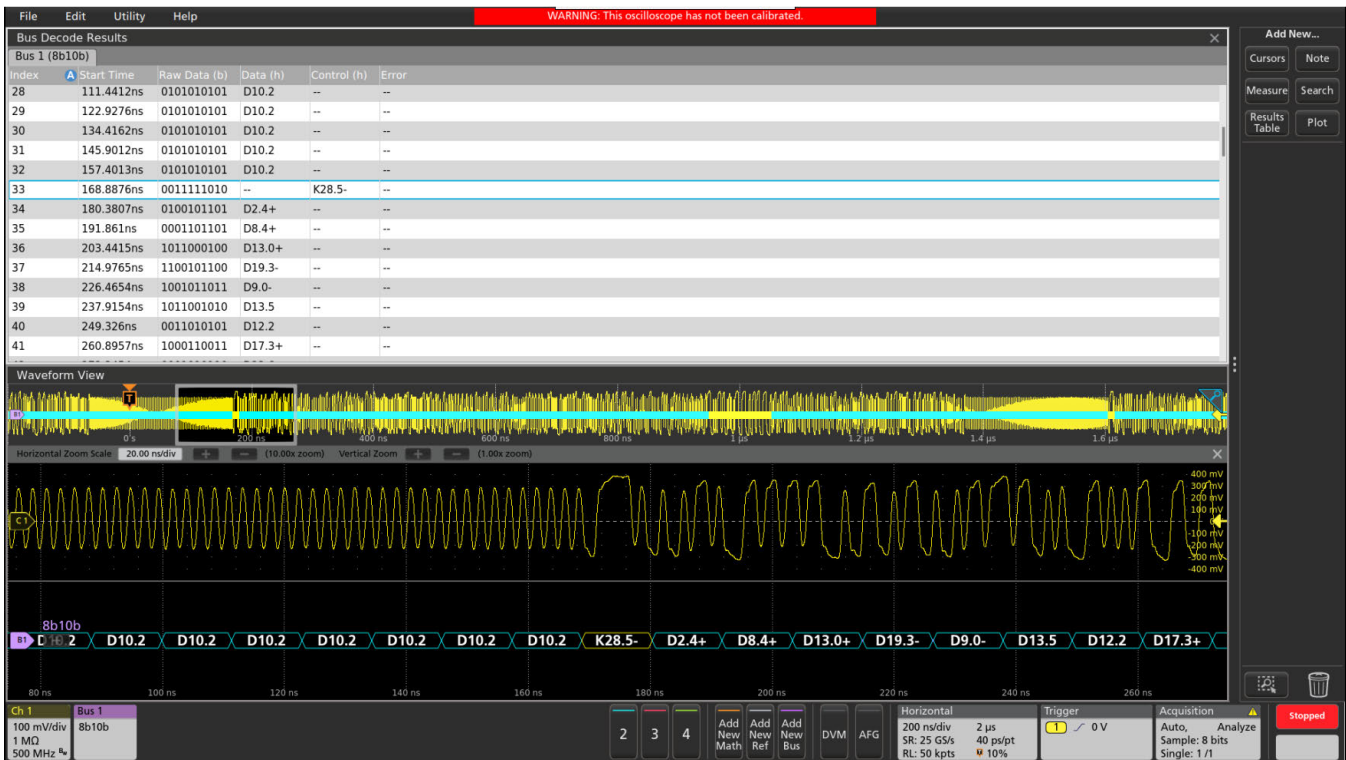 File Edit Utility Help
WARNING: This oscilloscope has not been calibrated.
Add New...
Bus Decode Results
Bus 1 (8b10b)
Cursors Note
Index A Start Time Raw Data (b) Data (h) Control (h) Error
28 111.4412ns 0101010101 D10.2 -- --
Measure Search
29 122.9276ns 0101010101 D10.2 -- --
Results Table Plot
30 134.4162ns 0101010101 D10.2 -- --
31 145.9012ns 0101010101 D10.2 -- --
32 157.4013ns 0101010101 D10.2 -- --
33 168.8876ns 0011111010 -- K28.5- --
34 180.3807ns 0100101101 D2.4+ -- --
35 191.861ns 0001101101 D8.4+ -- --
36 203.4415ns 1011000100 D13.0+ -- --
37 214.9765ns 1100101100 D19.3- -- --
38 226.4654ns 1001011011 D9.0- -- --
39 237.9154ns 1011001010 D13.5 -- --
40 249.326ns 0011010101 D12.2 -- --
41 260.8957ns 1000110011 D17.3+ -- --
Waveform View
T
B1
0's 200 ns 400 ns 600 ns 800 ns 1 µs 1.2 µs 1.4 µs 1.6 µs
Horizontal Zoom Scale 20.00 ns/div + − (10.00x zoom) Vertical Zoom + − (1.00x zoom)
400 mV
300 mV
200 mV
100 mV
C1
-100 mV
-200 mV
-300 mV
-400 mV
8b10b
B1 D10.2 D10.2 D10.2 D10.2 D10.2 D10.2 D10.2 K28.5- D2.4+ D8.4+ D13.0+ D19.3- D9.0- D13.5 D12.2 D17.3+
80 ns 100 ns 120 ns 140 ns 160 ns 180 ns 200 ns 220 ns 240 ns 260 ns
Ch 1
100 mV/div
1 MΩ
500 MHz Bw
Bus 1
8b10b
2 3 4
Add New Math
Add New Ref
Add New Bus
DVM AFG
Horizontal
200 ns/div 2 µs
SR: 25 GS/s 40 ps/pt
RL: 50 kpts 10%
Trigger
1 0 V
Acquisition
Auto, Analyze
Sample: 8 bits
Single: 1 /1
Stopped